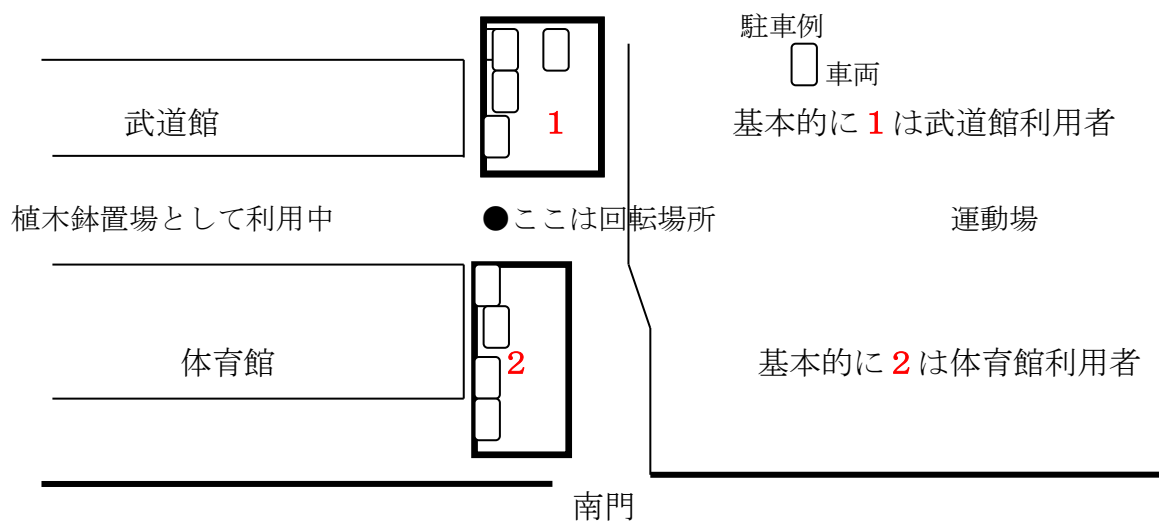 駐車例
車両
武道館
1
基本的に1は武道館利用者
植木鉢置場として利用中
●ここは回転場所
運動場
体育館
2
基本的に2は体育館利用者
南門